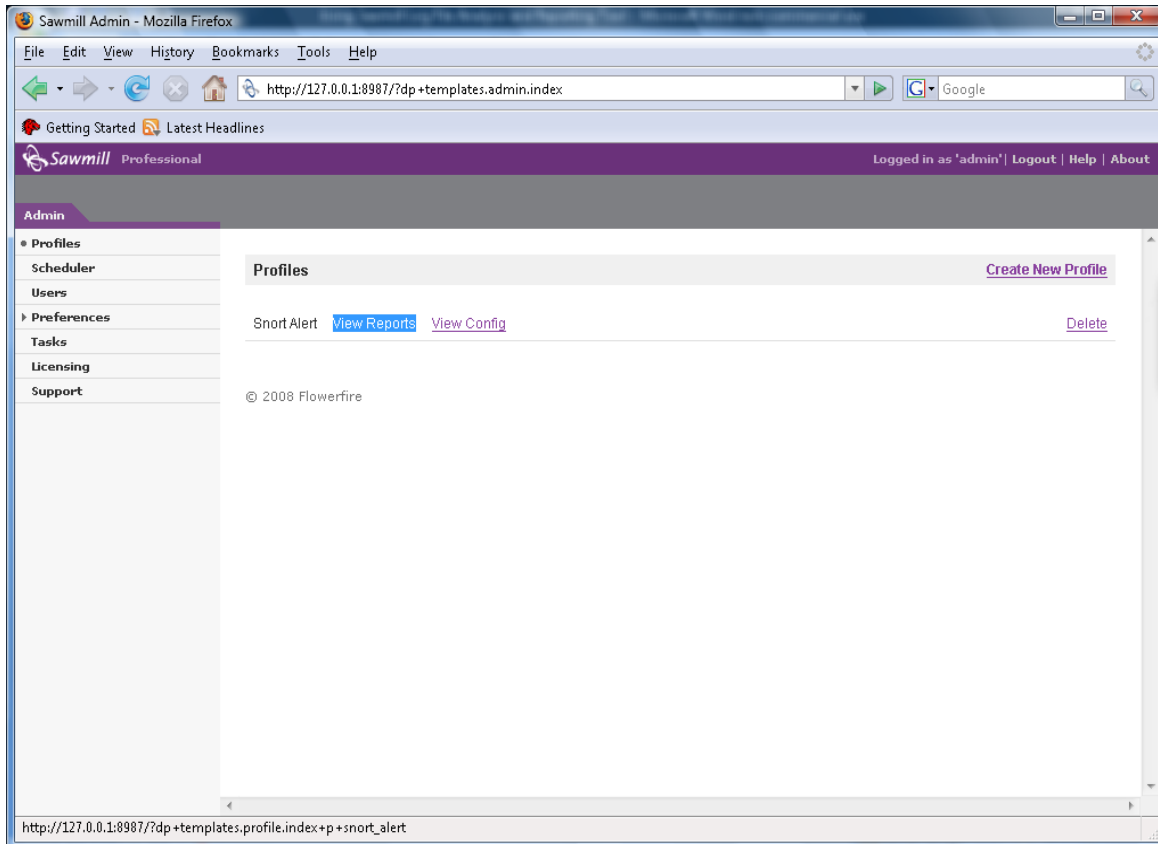 Sawmill Admin - Mozilla Firefox
File Edit View History Bookmarks Tools Help
http://127.0.0.1:8987/?dp+templates.admin.index
G Google
Getting Started Latest Headlines
Sawmill Professional
Logged in as 'admin'| Logout | Help | About
Admin
Profiles
Scheduler
Users
Preferences
Tasks
Licensing
Support
Profiles Create New Profile
Snort Alert View Reports View Config Delete
© 2008 Flowerfire
http://127.0.0.1:8987/?dp+templates.profile.index+p+snort_alert